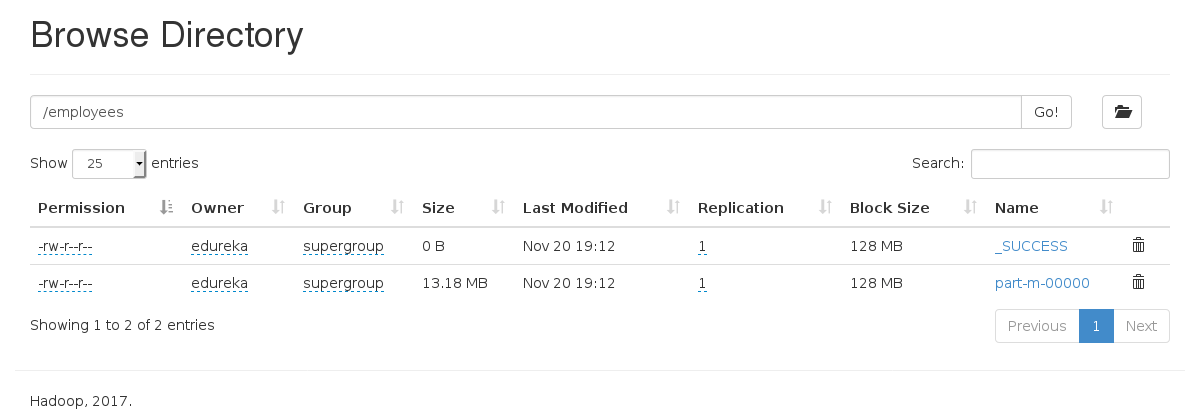 Browse Directory
/employees Go!
Show 25 entries Search:
Permission Owner Group Size Last Modified Replication Block Size Name
-rw-r--r-- edureka supergroup 0 B Nov 20 19:12 1 128 MB _SUCCESS
-rw-r--r-- edureka supergroup 13.18 MB Nov 20 19:12 1 128 MB part-m-00000
Showing 1 to 2 of 2 entries Previous 1 Next
Hadoop, 2017.